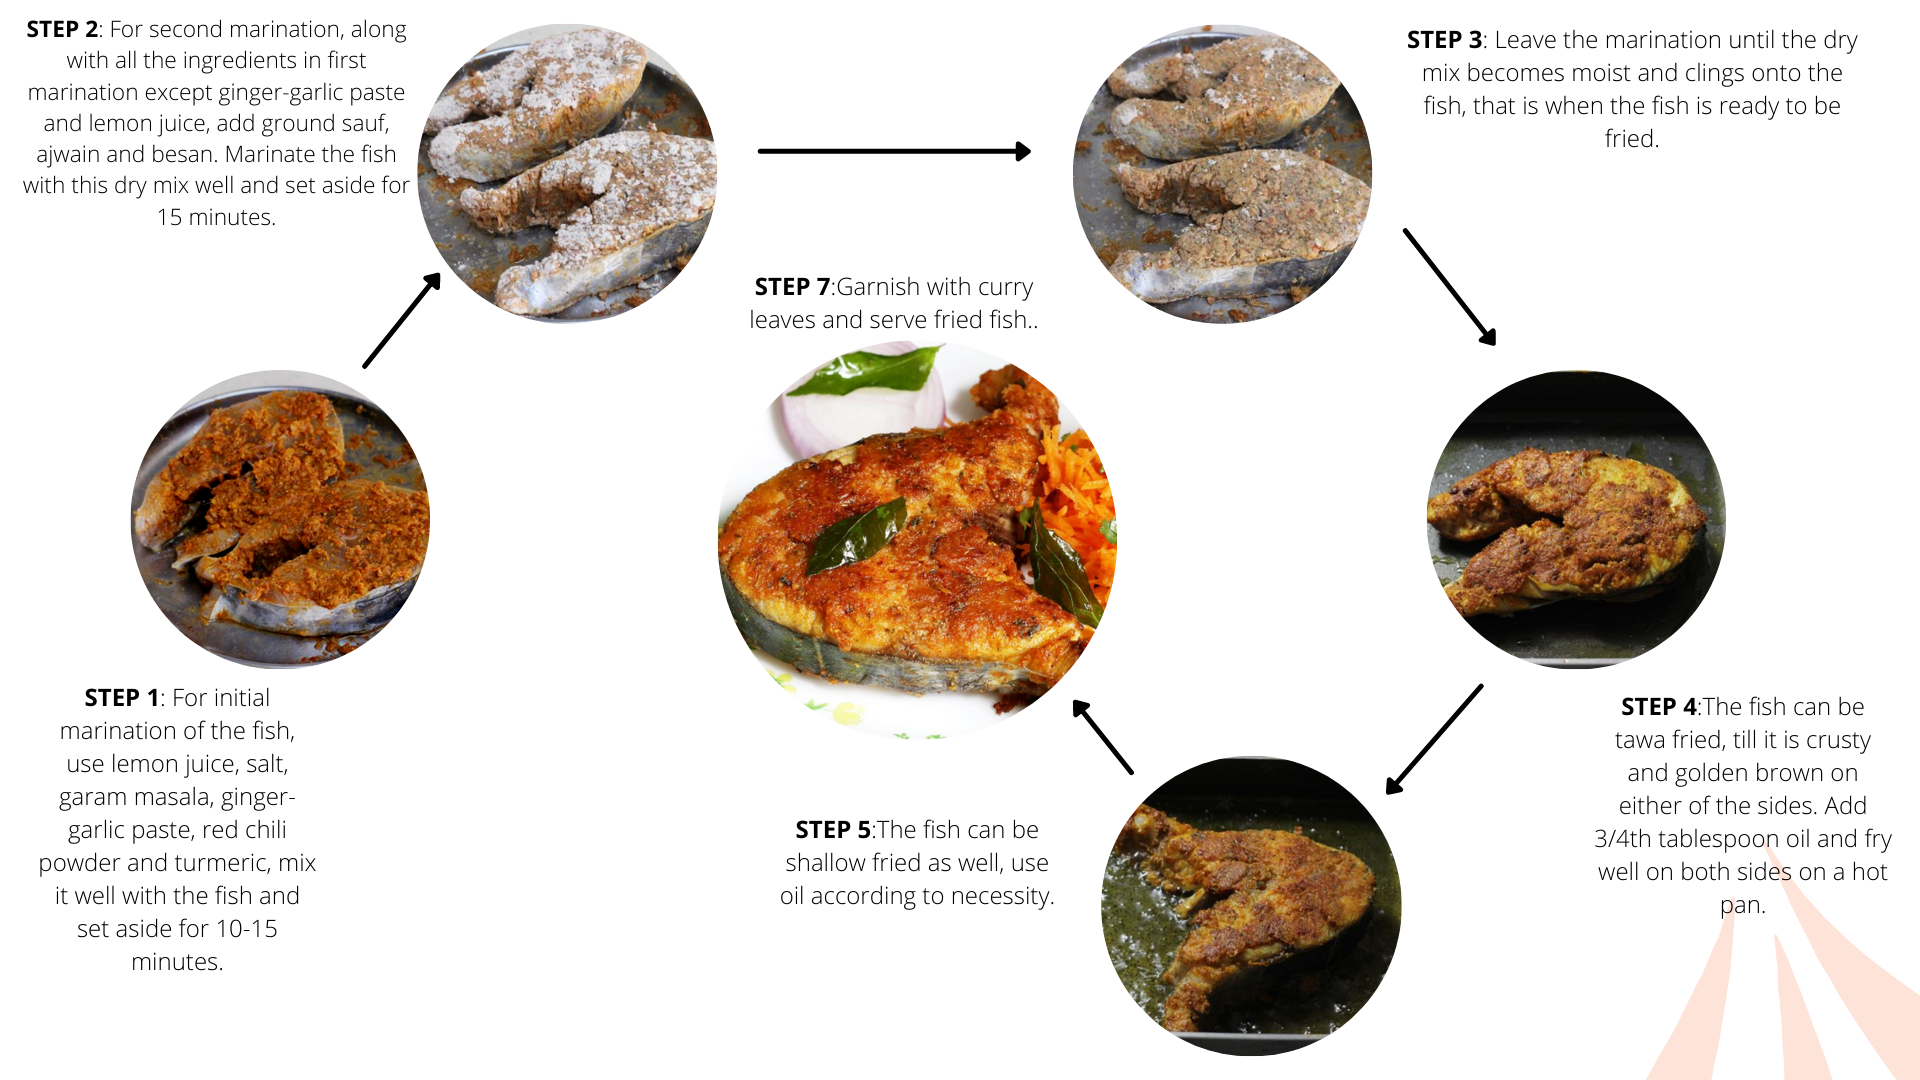 STEP 1: For initial
marination of the fish,
use lemon juice, salt,
garam masala, ginger-
garlic paste, red chili
powder and turmeric, mix
it well with the fish and
set aside for 10-15
minutes.
STEP 2: For second marination, along
with all the ingredients in first
marination except ginger-garlic paste
and lemon juice, add ground sauf,
ajwain and besan. Marinate the fish
with this dry mix well and set aside for
15 minutes.
STEP 3: Leave the marination until the dry
mix becomes moist and clings onto the
fish, that is when the fish is ready to be
fried.
STEP 4:The fish can be
tawa fried, till it is crusty
and golden brown on
either of the sides. Add
3/4th tablespoon oil and fry
well on both sides on a hot
pan.
STEP 5:The fish can be
shallow fried as well, use
oil according to necessity.
STEP 7:Garnish with curry
leaves and serve fried fish..